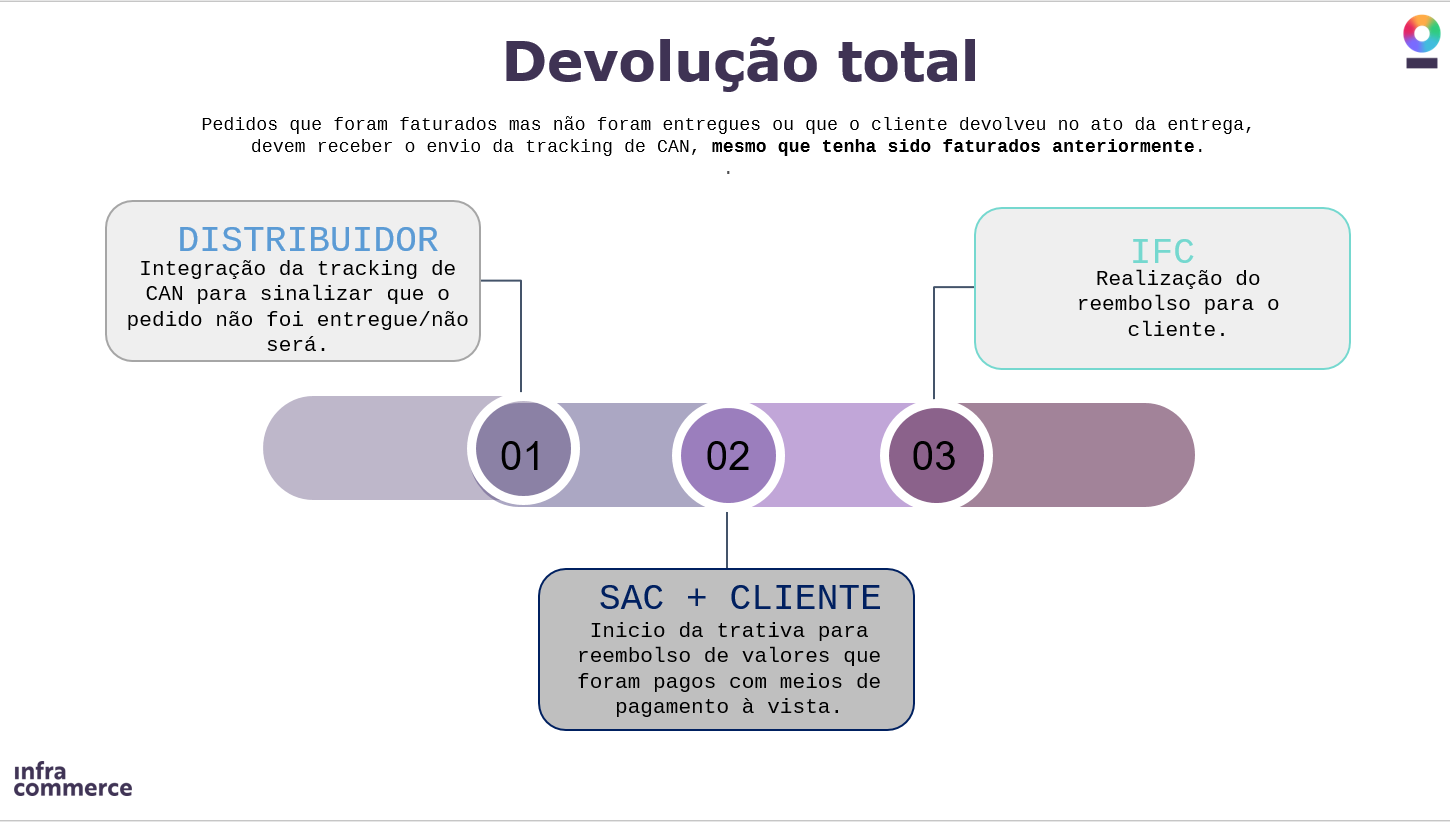 Devolução total
Pedidos que foram faturados mas não foram entregues ou que o cliente devolveu no ato da entrega,
devem receber o envio da tracking de CAN, mesmo que tenha sido faturados anteriormente.
.
DISTRIBUIDOR
Integração da tracking de
CAN para sinalizar que o
pedido não foi entregue/não
será.
IFC
Realização do
reembolso para o
cliente.
01
02
03
SAC + CLIENTE
Inicio da trativa para
reembolso de valores que
foram pagos com meios de
pagamento à vista.
infra
commerce